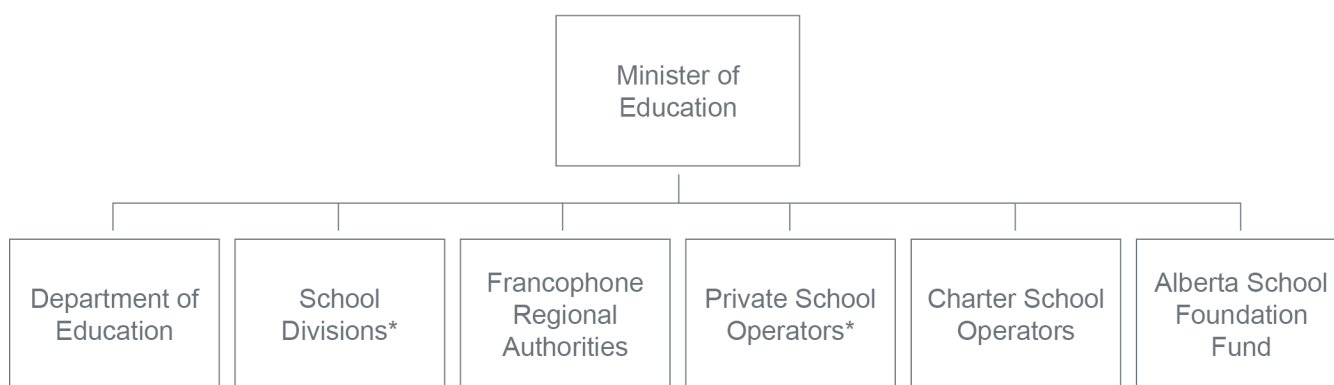 Minister of
Education
Department of
Education
School
Divisions*
Francophone
Regional
Authorities
Private School
Operators*
Charter School
Operators
Alberta School
Foundation
Fund